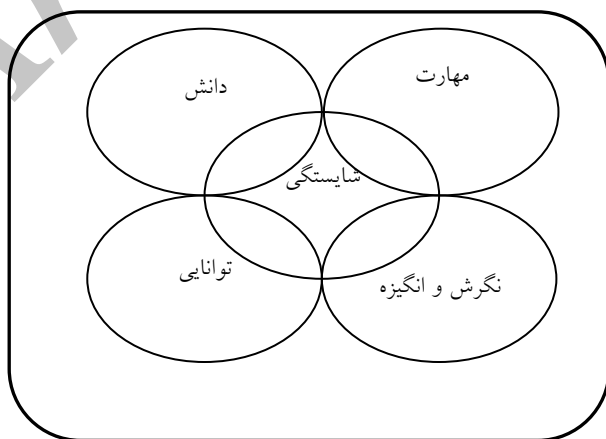 مهارت
دانش
شایستگی
توانایی
نگرش و انگیزه